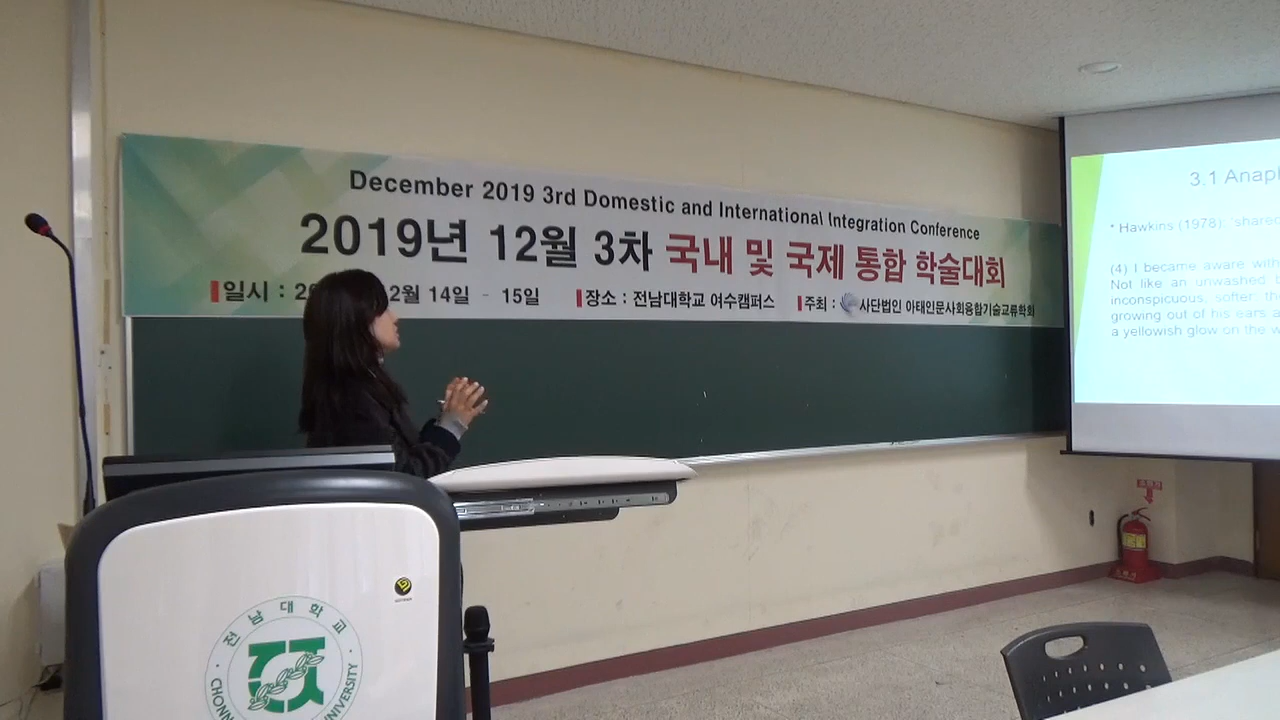 December 2019 3rd Domestic and International Integration Conference
2019년 12월 3차 국내 및 국제 통합 학술대회
일시 : 2월 14일 - 15일
장소 : 전남대학교 여수캠퍼스
주최 : 사단법인 아태인문사회융합기술교류학회
3.1 Anaph
* Hawkins (1978): 'shared
(4) I became aware with
Not like an unwashed
inconspicuous, softer
growing out of his ears a
a yellowish glow on the w
전남대학교
CHONN UNIVERSITY